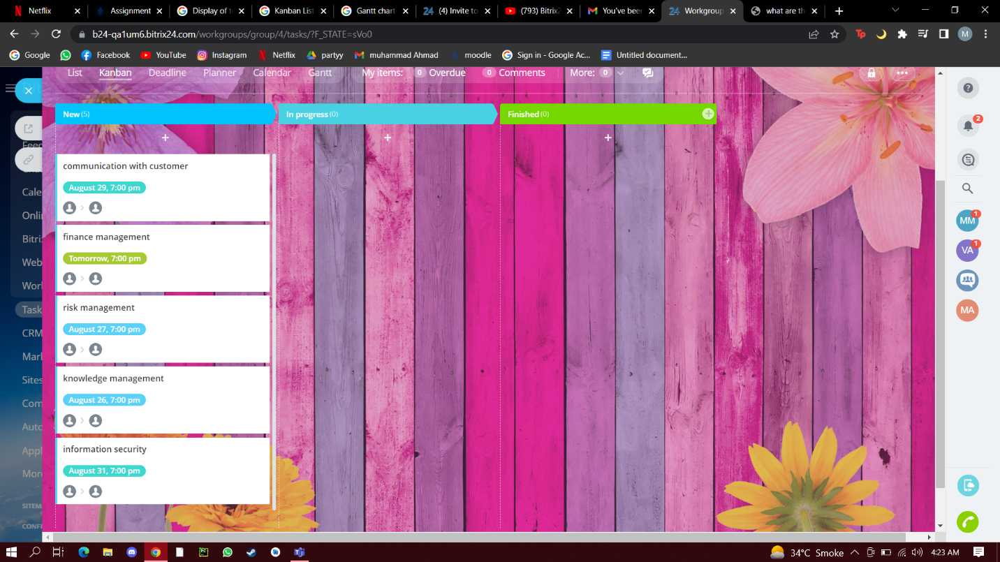 Netflix
Assignment
Display of t
Kanban List
Gantt chart
(4) Invite to
(793) Bitrix2
You've been
24 Workgroup
what are th
b24-qa1um6.bitrix24.com/workgroups/group/4/tasks/?F_STATE=sVo0
M
Google
Facebook
YouTube
Instagram
Netflix
partyy
muhammad Ahmad
moodle
Sign in - Google Ac...
Untitled document...
List
Kanban
Deadline
Planner
Calendar
Gantt
My items:
0 Overdue
0 Comments
More: 0
New (5)
In progress (0)
Finished (0)
communication with customer
August 29, 7:00 pm
finance management
Tomorrow, 7:00 pm
risk management
August 27, 7:00 pm
knowledge management
August 26, 7:00 pm
information security
August 31, 7:00 pm
Feed
Cale
Onli
Bitri
Web
Worl
Task
CRM
Mark
Sites
Com
Auto
Appl
More
SITEM
CONFI
2
MM
1
VA
1
MA
34°C Smoke
4:23 AM